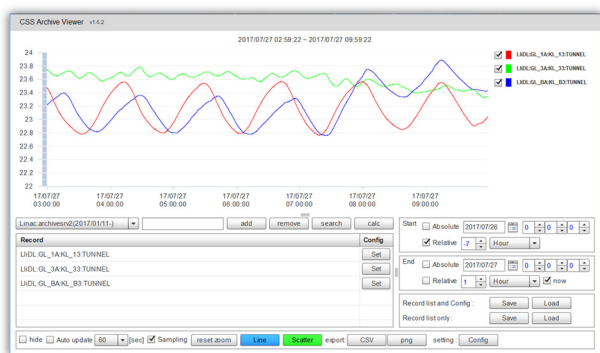 CSS Archive Viewer v1.6.2
2017/07/27 02:59:22 ~ 2017/07/27 09:59:22
24
23.8
23.6
23.4
23.2
23
22.8
22.6
22.4
22.2
22
LIiDL:GL_1A:KL_13:TUNNEL
LIiDL:GL_3A:KL_33:TUNNEL
LIiDL:GL_BA:KL_B3:TUNNEL
17/07/27 17/07/27 17/07/27 17/07/27 17/07/27 17/07/27 17/07/27
03:00:00 04:00:00 05:00:00 06:00:00 07:00:00 08:00:00 09:00:00
Linac:archivesrv2(2017/01/11-) add remove search calc
Record Config
LIiDL:GL_1A:KL_13:TUNNEL Set
LIiDL:GL_3A:KL_33:TUNNEL Set
LIiDL:GL_BA:KL_B3:TUNNEL Set
Start Absolute 2017/07/26 0 0 0
Relative -7 Hour
End Absolute 2017/07/27 0 0 0
Relative 1 Hour now
Record list and Config : Save Load
Record list only : Save Load
hide Auto update 60 [sec] Sampling reset zoom Line Scatter export: CSV png setting : Config